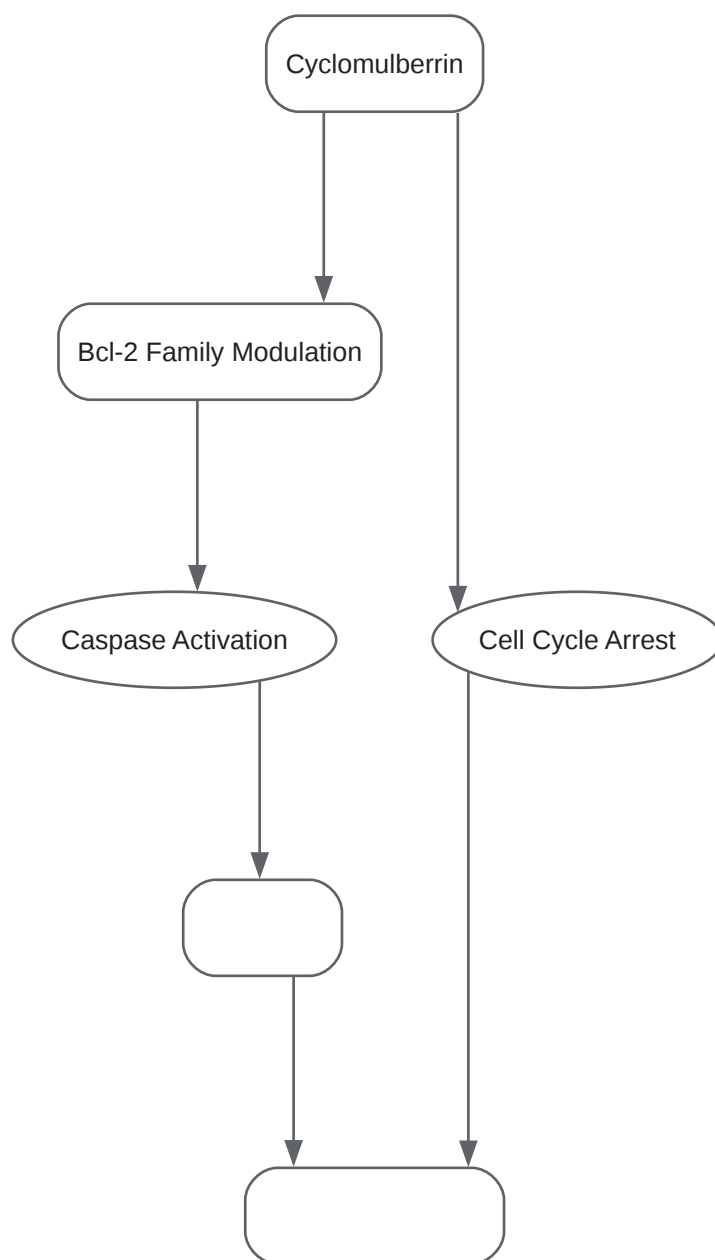 Cyclomulberrin
Bcl-2 Family Modulation
Caspase Activation
Cell Cycle Arrest